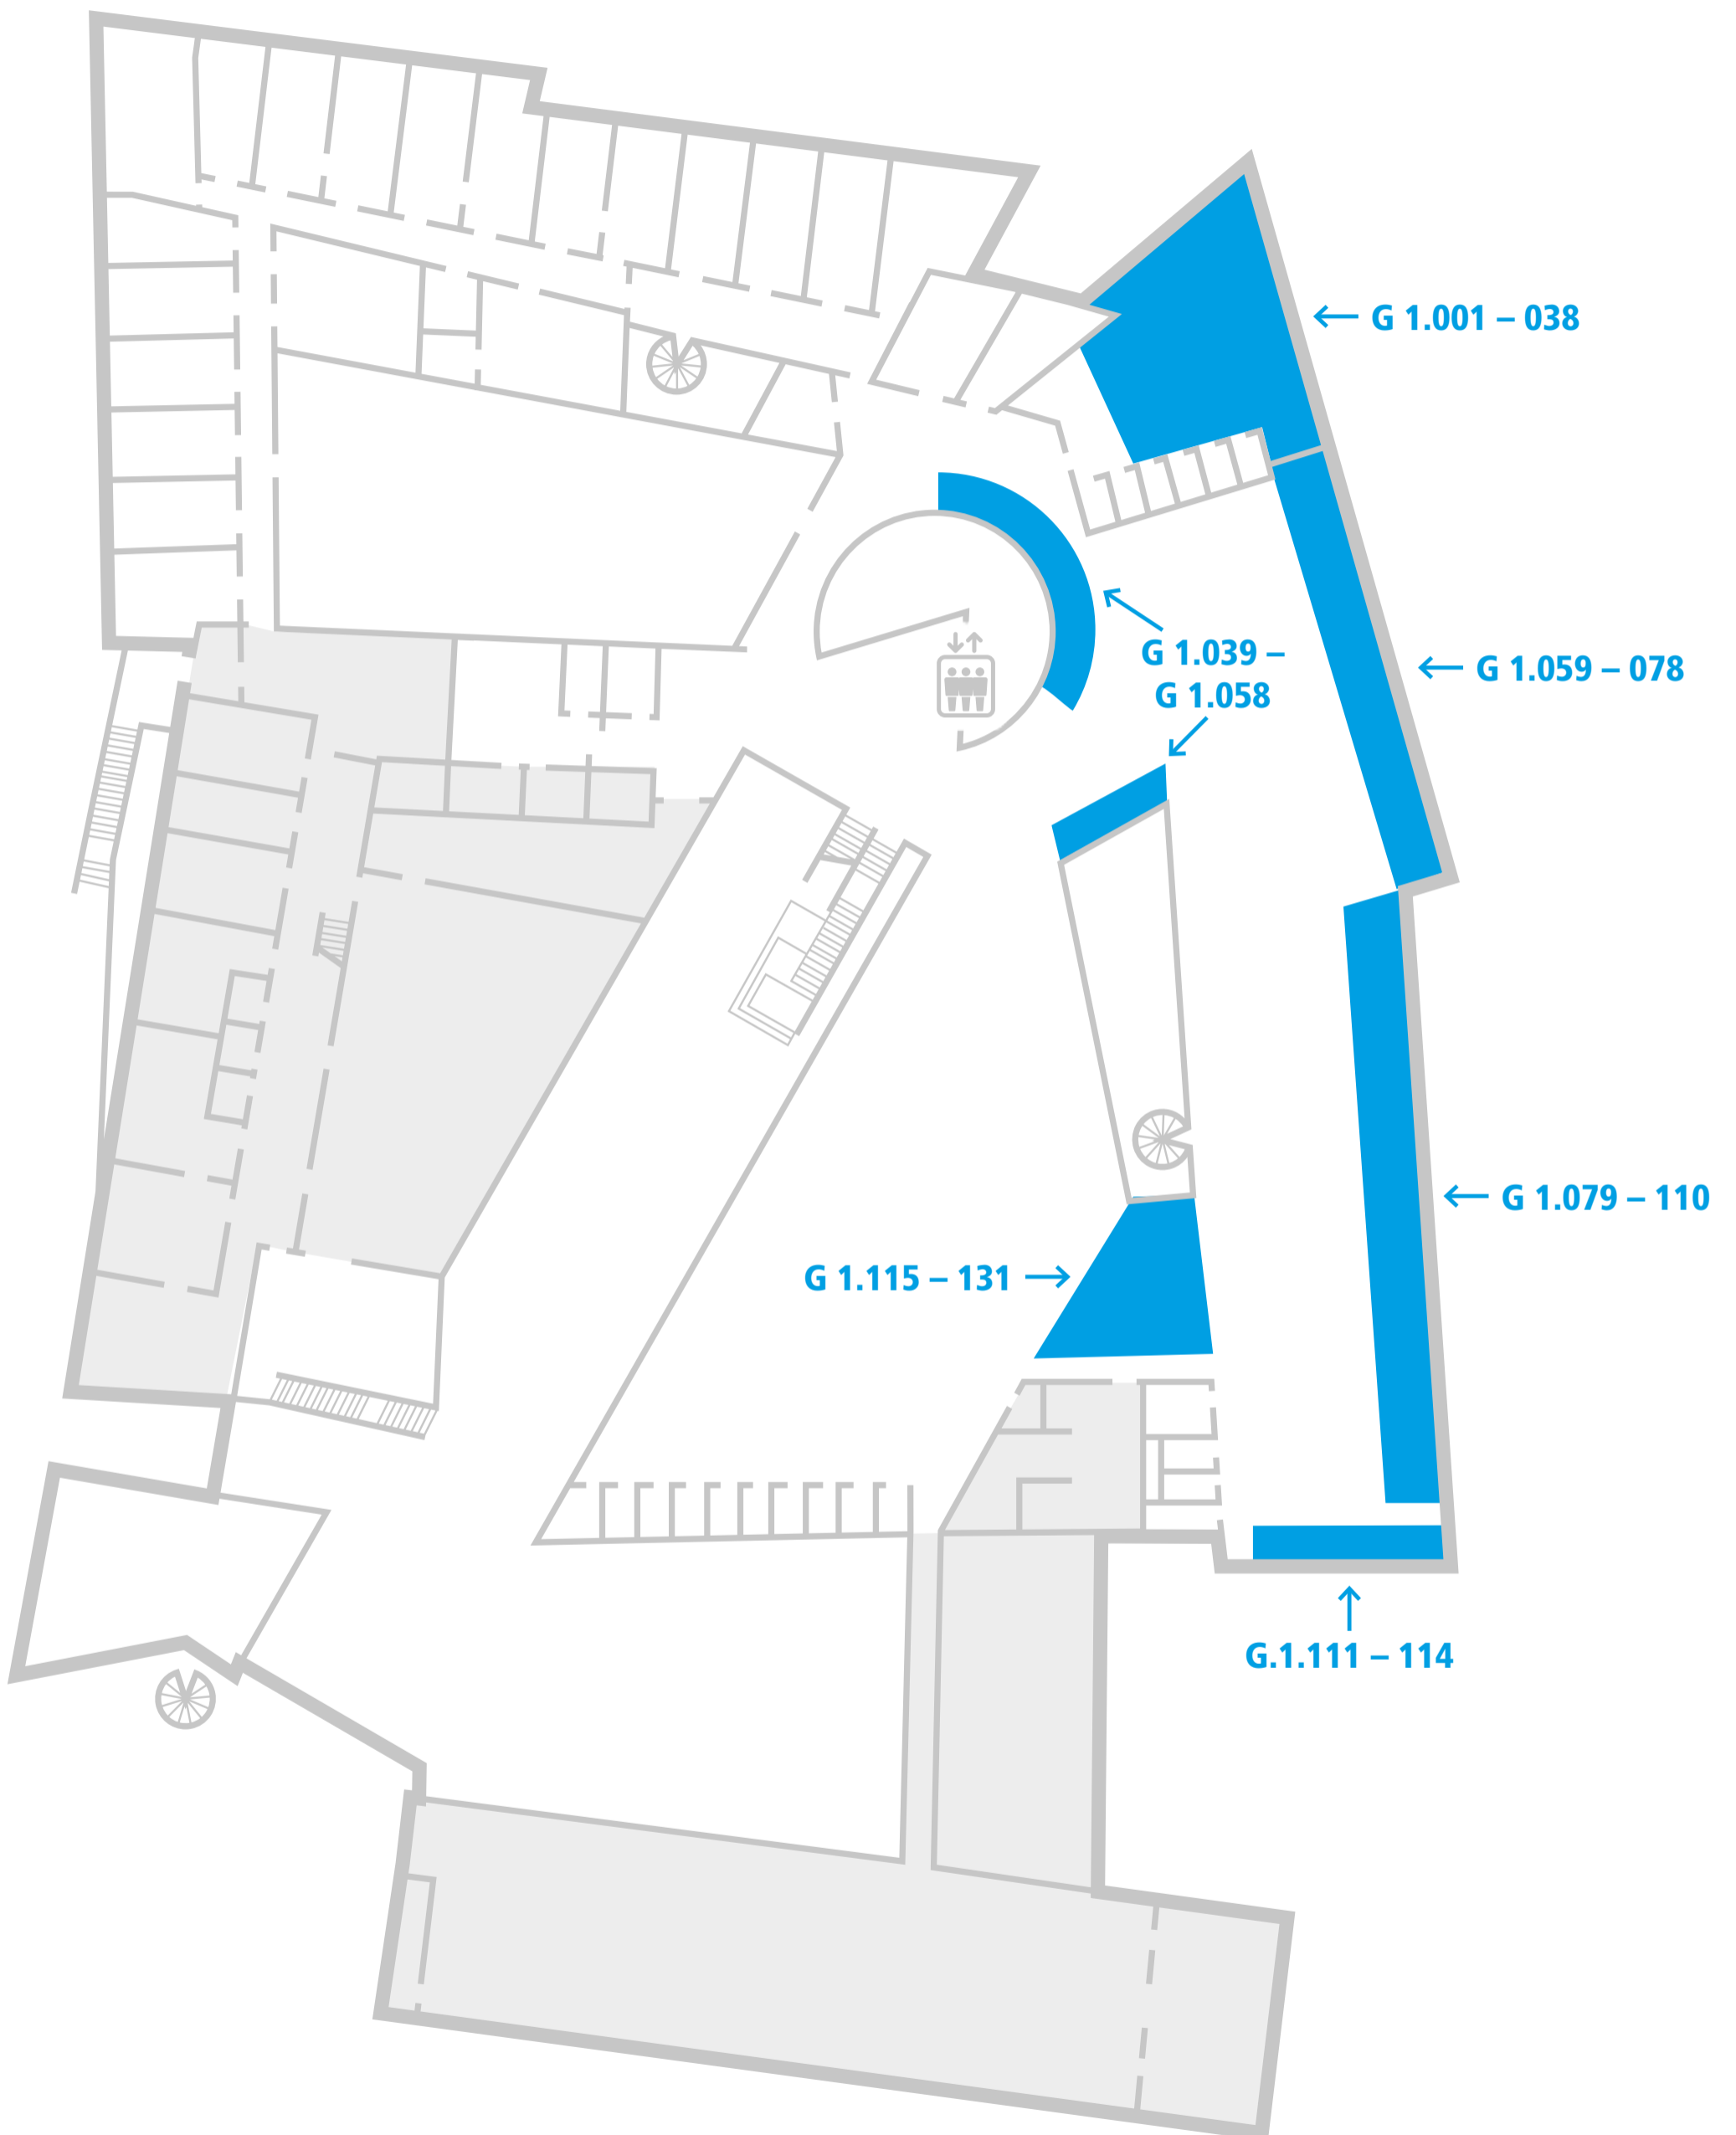 G 1.001 – 038
G 1.039 –
G 1.058
G 1.059 – 078
G 1.079 – 110
G 1.115 – 131
G.1.111 – 114